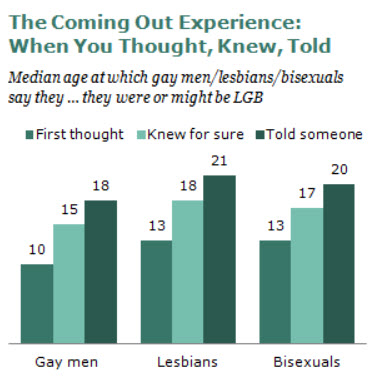 The Coming Out Experience:
When You Thought, Knew, Told
Median age at which gay men/lesbians/bisexuals
say they ... they were or might be LGB
First thought Knew for sure Told someone
10 15 18
13 18 21
13 17 20
Gay men Lesbians Bisexuals